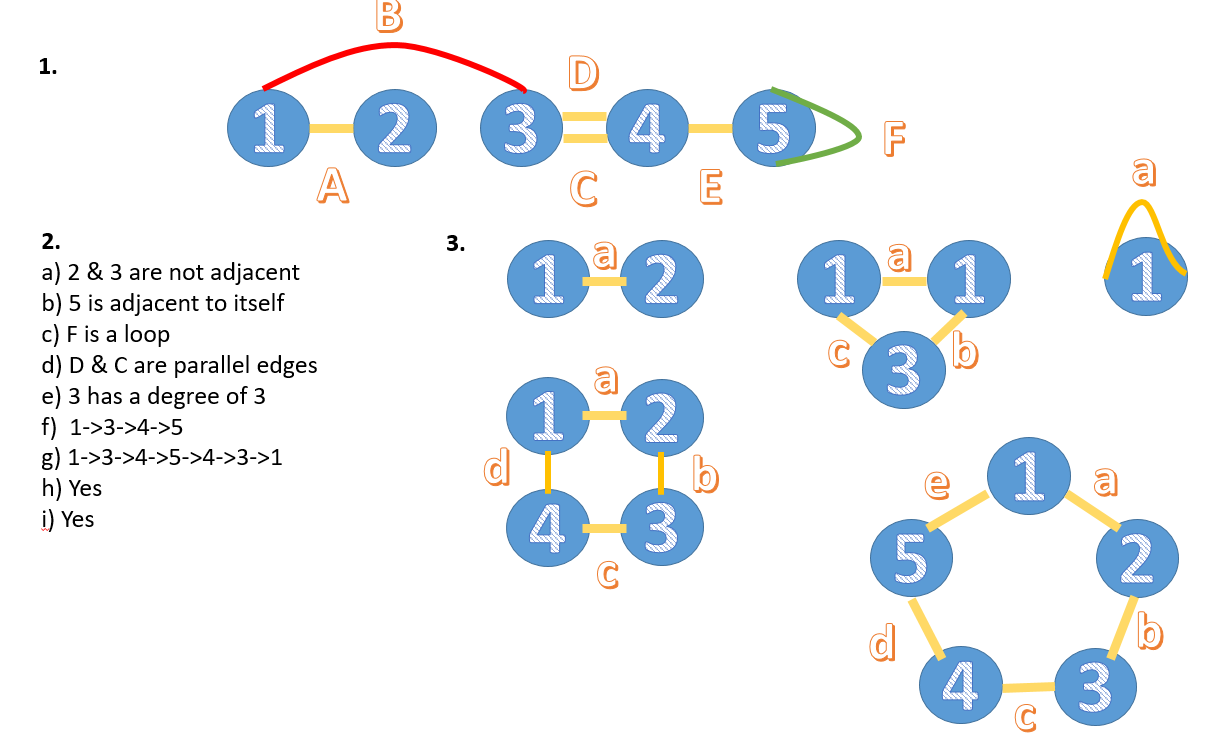 B
1.
D
1 2 3 4 5
F
A C E
a
2.
3.
a) 2 & 3 are not adjacent
b) 5 is adjacent to itself
c) F is a loop
d) D & C are parallel edges
e) 3 has a degree of 3
f) 1->3->4->5
g) 1->3->4->5->4->3->1
h) Yes
i) Yes
a
1 2
a
1 1
c b
3
1
a
1 2
d b
4 3
c
1
e a
5 2
d b
4 3
c